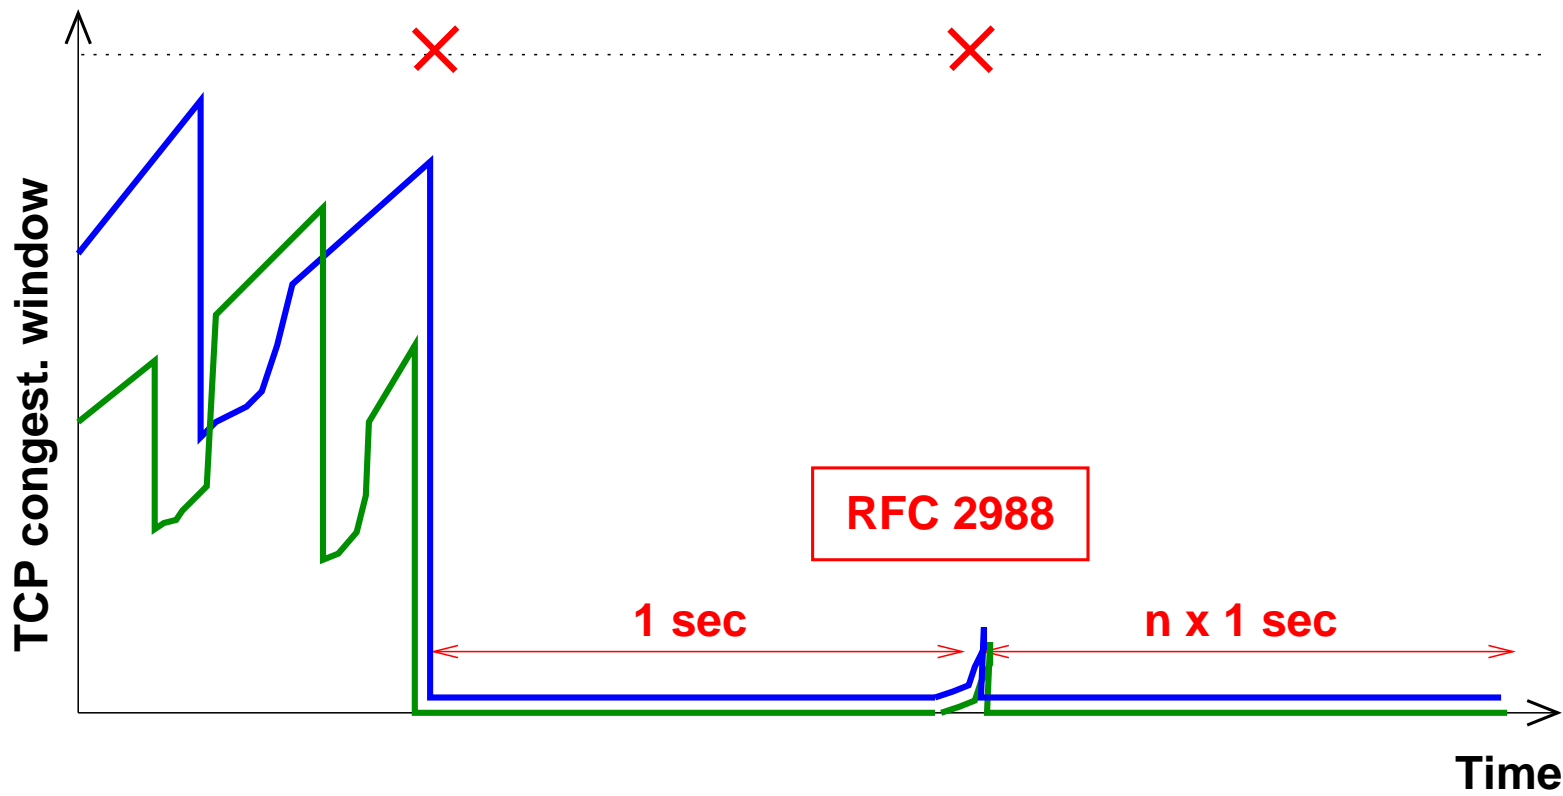 TCP congest. window
RFC 2988
1 sec
n x 1 sec
Time